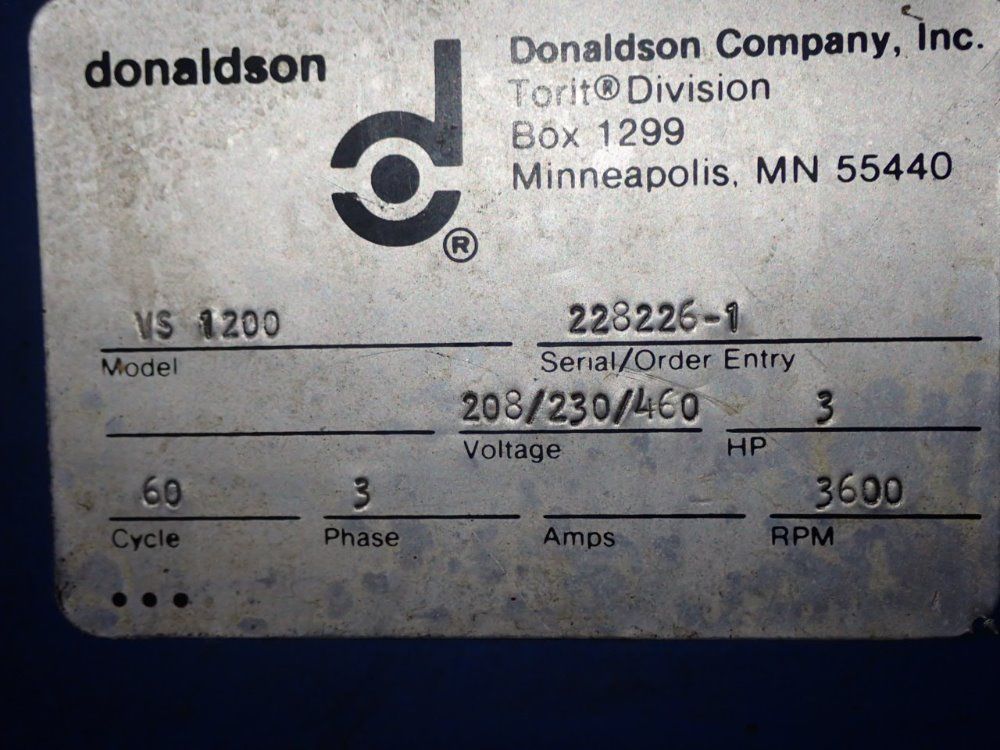 donaldson
Donaldson Company, Inc.
Torit® Division
Box 1299
Minneapolis, MN 55440
d
®
VS 1200
228226-1
Model
Serial/Order Entry
208/230/460
3
Voltage
HP
60
3
3600
Cycle
Phase
Amps
RPM